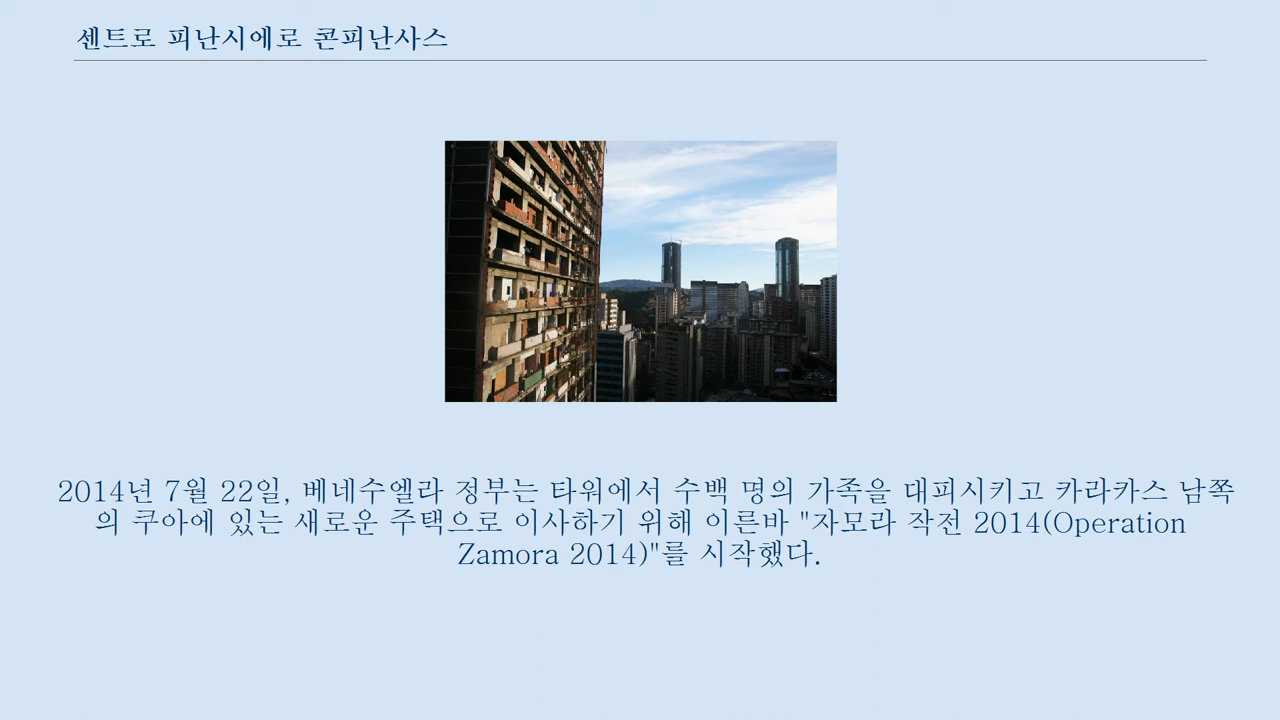 센트로 피난시에로 콘피난사스
2014년 7월 22일, 베네수엘라 정부는 타워에서 수백 명의 가족을 대피시키고 카라카스 남쪽
의 쿠아에 있는 새로운 주택으로 이사하기 위해 이른바 "자모라 작전 2014(Operation
Zamora 2014)"를 시작했다.